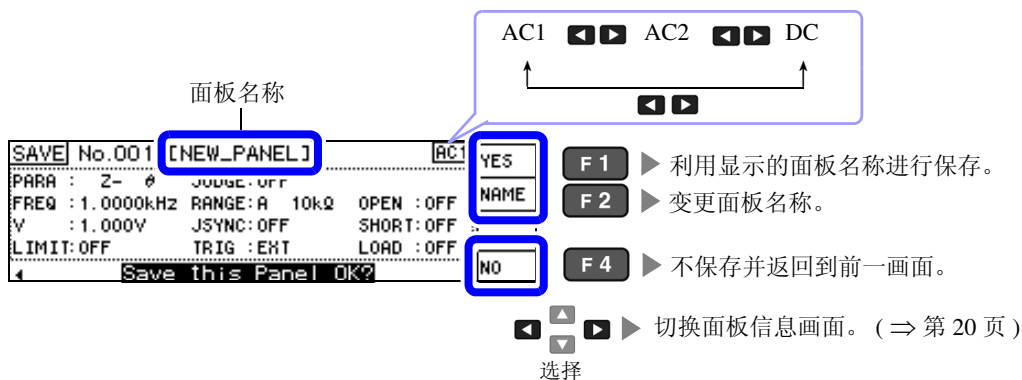 AC1 ◀ ▶ AC2 ◀ ▶ DC
◀ ▶
面板名称
SAVE No.001 [NEW_PANEL] AC1
PARA : Z- θ JUDGE:OFF
FREQ :1.0000kHz RANGE:A 10kΩ OPEN :OFF
V :1.000V JSYNC:OFF SHORT:OFF
LIMIT:OFF TRIG :EXT LOAD :OFF
Save this Panel OK?
YES
NAME
NO
F 1 ▶ 利用显示的面板名称进行保存。
F 2 ▶ 变更面板名称。
F 4 ▶ 不保存并返回到前一画面。
◀ ▲ ▼ ▶ ▶ 切换面板信息画面。 ( ⇒ 第 20 页 )
选择